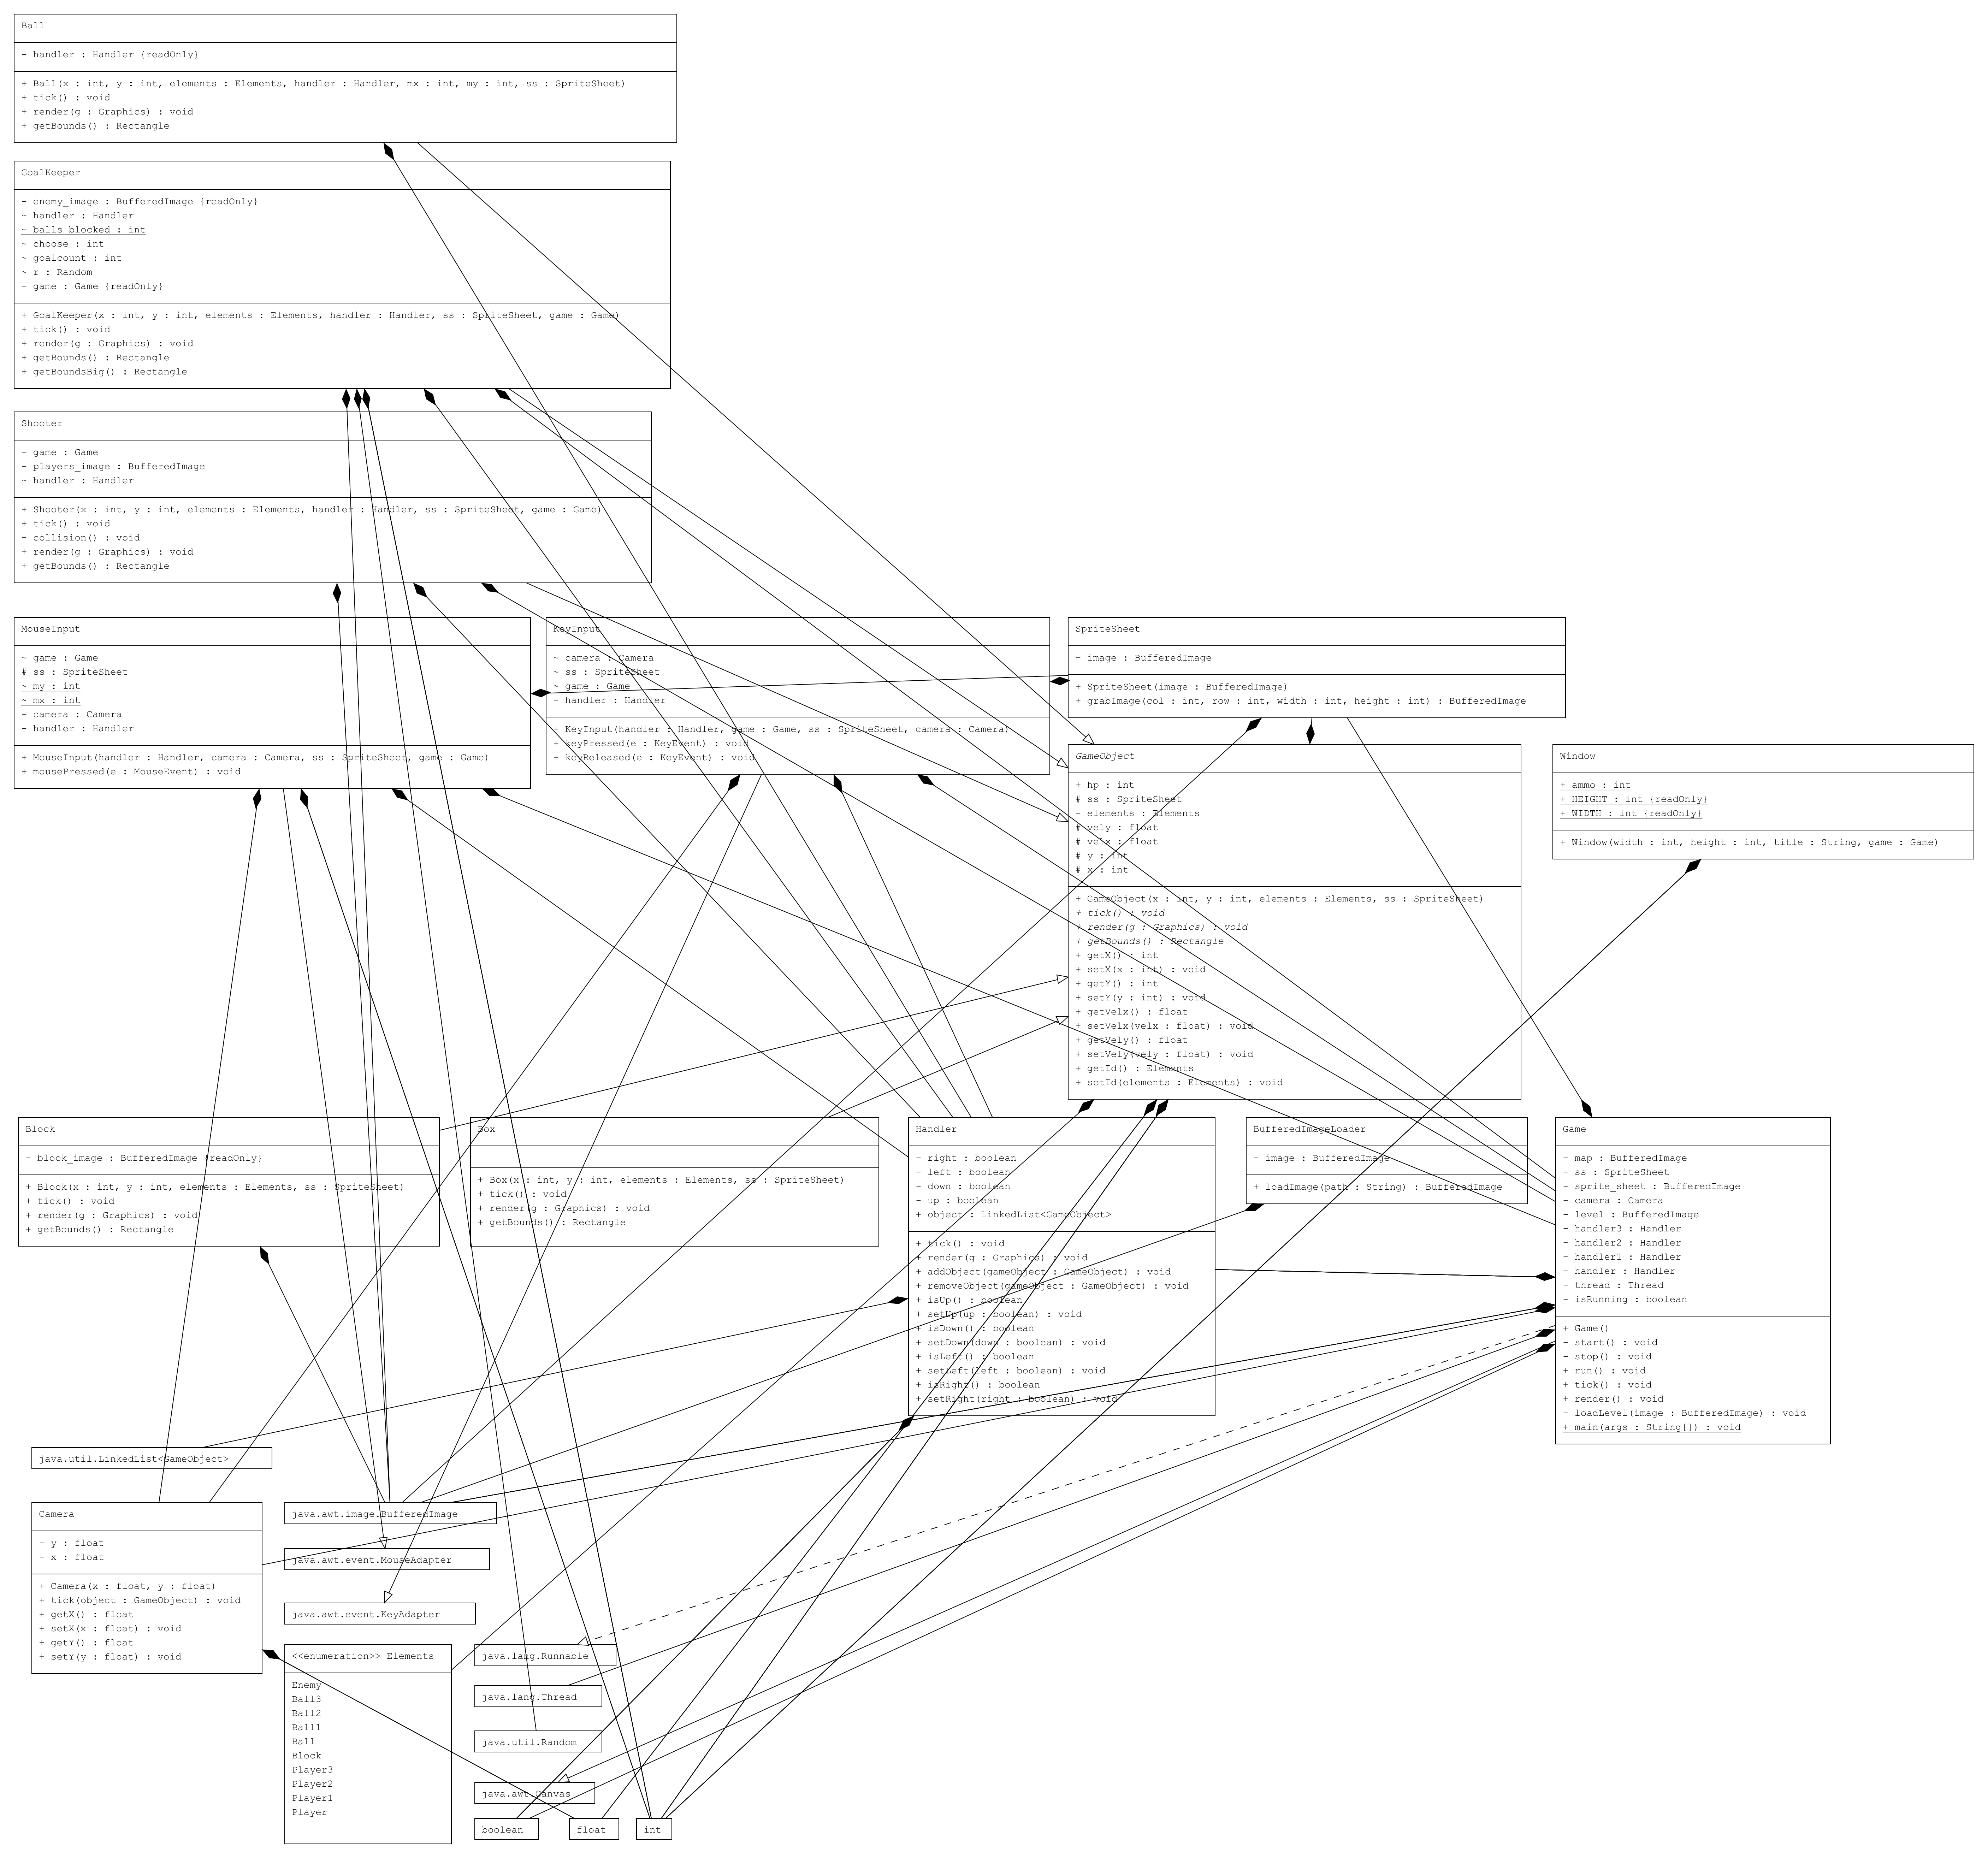 Ball
- handler : Handler {readOnly}
+ Ball(x : int, y : int, elements : Elements, handler : Handler, mx : int, my : int, ss : SpriteSheet)
+ tick() : void
+ render(g : Graphics) : void
+ getBounds() : Rectangle
GoalKeeper
- enemy_image : BufferedImage {readOnly}
~ handler : Handler
~ balls_blocked : int
~ choose : int
~ goalcount : int
~ r : Random
- game : Game {readOnly}
+ GoalKeeper(x : int, y : int, elements : Elements, handler : Handler, ss : SpriteSheet, game : Game)
+ tick() : void
+ render(g : Graphics) : void
+ getBounds() : Rectangle
+ getBoundsBig() : Rectangle
Shooter
- game : Game
- players_image : BufferedImage
~ handler : Handler
+ Shooter(x : int, y : int, elements : Elements, handler : Handler, ss : SpriteSheet, game : Game)
+ tick() : void
- collision() : void
+ render(g : Graphics) : void
+ getBounds() : Rectangle
MouseInput
~ game : Game
# ss : SpriteSheet
~ my : int
~ mx : int
- camera : Camera
- handler : Handler
+ MouseInput(handler : Handler, camera : Camera, ss : SpriteSheet, game : Game)
+ mousePressed(e : MouseEvent) : void
KeyInput
~ camera : Camera
~ ss : SpriteSheet
~ game : Game
- handler : Handler
+ KeyInput(handler : Handler, game : Game, ss : SpriteSheet, camera : Camera)
+ keyPressed(e : KeyEvent) : void
+ keyReleased(e : KeyEvent) : void
SpriteSheet
- image : BufferedImage
+ SpriteSheet(image : BufferedImage)
+ grabImage(col : int, row : int, width : int, height : int) : BufferedImage
GameObject
+ hp : int
# ss : SpriteSheet
- elements : Elements
# vely : float
# velx : float
# y : int
# x : int
+ GameObject(x : int, y : int, elements : Elements, ss : SpriteSheet)
+ tick() : void
+ render(g : Graphics) : void
+ getBounds() : Rectangle
+ getX() : int
+ setX(x : int) : void
+ getY() : int
+ setY(y : int) : void
+ getVelx() : float
+ setVelx(velx : float) : void
+ getVely() : float
+ setVely(vely : float) : void
+ getId() : Elements
+ setId(elements : Elements) : void
Window
+ ammo : int
+ HEIGHT : int {readOnly}
+ WIDTH : int {readOnly}
+ Window(width : int, height : int, title : String, game : Game)
Block
- block_image : BufferedImage {readOnly}
+ Block(x : int, y : int, elements : Elements, ss : SpriteSheet)
+ tick() : void
+ render(g : Graphics) : void
+ getBounds() : Rectangle
Box
+ Box(x : int, y : int, elements : Elements, ss : SpriteSheet)
+ tick() : void
+ render(g : Graphics) : void
+ getBounds() : Rectangle
Handler
- right : boolean
- left : boolean
- down : boolean
- up : boolean
+ object : LinkedList<GameObject>
+ tick() : void
+ render(g : Graphics) : void
+ addObject(gameObject : GameObject) : void
+ removeObject(gameObject : GameObject) : void
+ isUp() : boolean
+ setUp(up : boolean) : void
+ isDown() : boolean
+ setDown(down : boolean) : void
+ isLeft() : boolean
+ setLeft(left : boolean) : void
+ isRight() : boolean
+ setRight(right : boolean) : void
BufferedImageLoader
- image : BufferedImage
+ loadImage(path : String) : BufferedImage
Game
- map : BufferedImage
- ss : SpriteSheet
- sprite_sheet : BufferedImage
- camera : Camera
- level : BufferedImage
- handler3 : Handler
- handler2 : Handler
- handler1 : Handler
- handler : Handler
- thread : Thread
- isRunning : boolean
+ Game()
- start() : void
- stop() : void
+ run() : void
+ tick() : void
+ render() : void
- loadLevel(image : BufferedImage) : void
+ main(args : String[]) : void
java.util.LinkedList<GameObject>
Camera
- y : float
- x : float
+ Camera(x : float, y : float)
+ tick(object : GameObject) : void
+ getX() : float
+ setX(x : float) : void
+ getY() : float
+ setY(y : float) : void
java.awt.image.BufferedImage
java.awt.event.MouseAdapter
java.awt.event.KeyAdapter
<<enumeration>> Elements
Enemy
Ball3
Ball2
Ball1
Ball
Block
Player3
Player2
Player1
Player
java.lang.Runnable
java.lang.Thread
java.util.Random
java.awt.Canvas
boolean
float
int